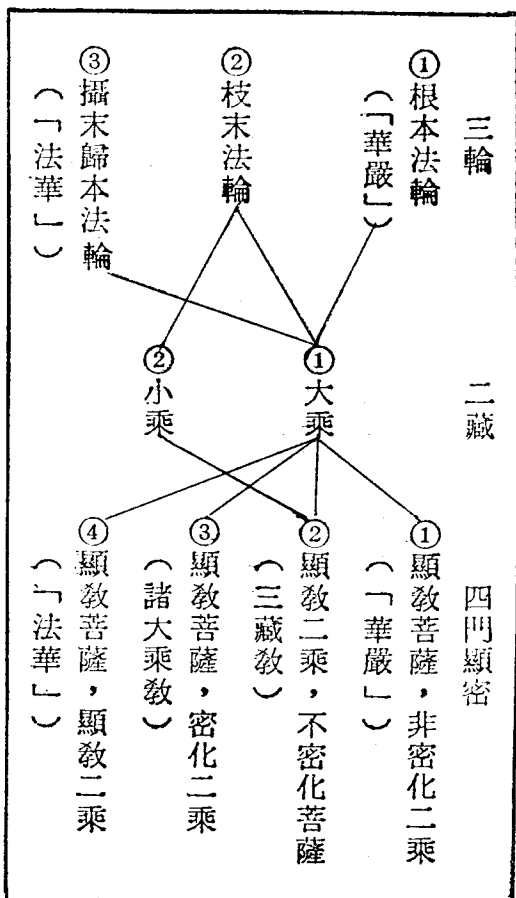 三輪
①根本法輪
（「華嚴」）
②枝末法輪
③攝末歸本法輪
（「法華」）
二藏
①大乘
②小乘
四門顯密
①顯教菩薩，非密化二乘
（「華嚴」）
②顯教二乘，不密化菩薩
（三藏教）
③顯教菩薩，密化二乘
（諸大乘教）
④顯教菩薩，顯教二乘
（「法華」）